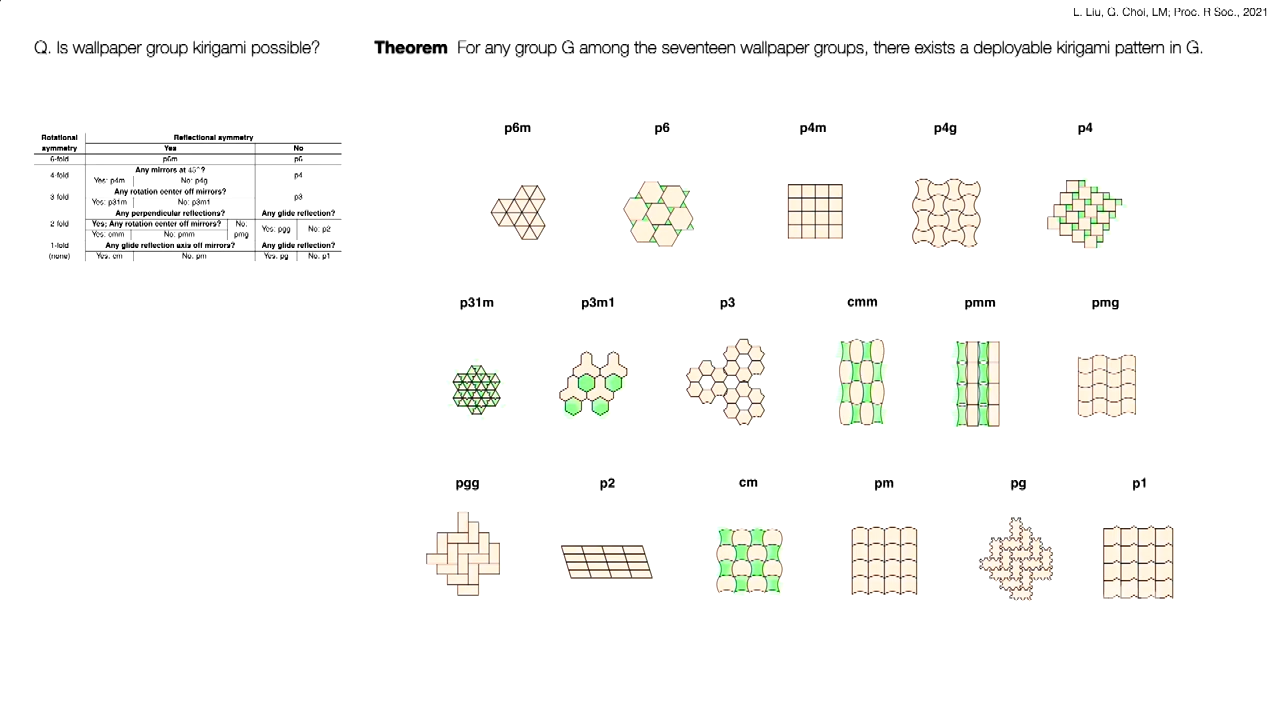 L. Liu, G. Choi, LM; Proc. R Soc., 2021
Q. Is wallpaper group kirigami possible?
Theorem For any group G among the seventeen wallpaper groups, there exists a deployable kirigami pattern in G.
Rotational symmetry Reflectional symmetry
Yes No
6-fold p6m p6
4-fold Any mirrors at 45°? p4
Yes: p4m No: p4g
3 fold Any rotation center off mirrors? p3
Yes: p31m No: p3m1
2 fold Any perpendicular reflections? Any glide reflection?
Yes; Any rotation center off mirrors? No: pmg Yes: pgg No: p2
Yes: cmm No: pmm
1-fold (none) Any glide reflection axis off mirrors? Any glide reflection?
Yes: cm No: pm Yes: pg No: p1
p6m p6 p4m p4g p4
p31m p3m1 p3 cmm pmm pmg
pgg p2 cm pm pg p1